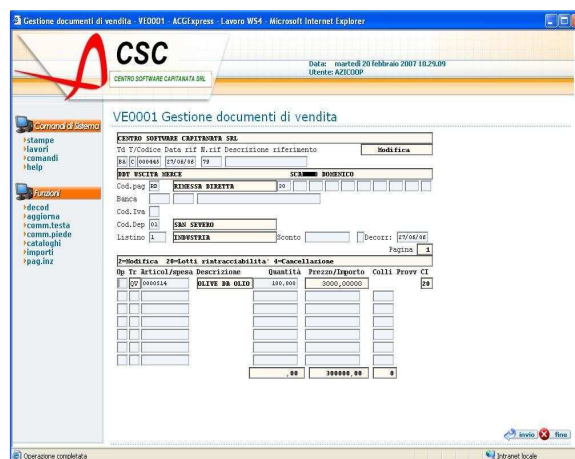 Gestione documenti di vendita - VE0001 - ACGExpress - Lavoro WS4 - Microsoft Internet Explorer
CSC
CENTRO SOFTWARE CAPITANATA SRL
Data: martedì 20 febbraio 2007 10.29.09
Utente: AZICOOP
VE0001 Gestione documenti di vendita
Comandi di Sistema
stampe
lavori
comandi
help
Funzioni
decod
aggiorna
comm.testa
comm.piede
cataloghi
importi
pag.inz
CENTRO SOFTWARE CAPITANATA SRL
Td T/Codice Data rif N.rif Descrizione riferimento Modifica
BA C 000445 27/06/06 79
DDT USCITA MERCE SCA DOMENICO
Cod.pag RD RIMESSA DIRETTA 20
Banca
Cod.Iva
Cod.Dep 01 SAN SEVERO
Listino 1 INDUSTRIA Sconto Decorr: 27/06/06
Pagina 1
2=Modifica 20=Lotti rintracciabilita' 4=Cancellazione
Op Tr Articol/spesa Descrizione Quantità Prezzo/Importo Colli Provv CI
QV 0000514 OLIVE DA OLIO 100,000 3000,00000 20
,00 300000,00 0
invio fine
Operazione completata Intranet locale